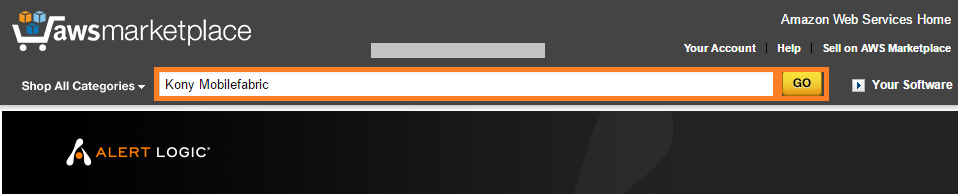 awsmarketplace
Amazon Web Services Home
Your Account | Help | Sell on AWS Marketplace
Shop All Categories
Kony Mobilefabric
GO
Your Software
ALERT LOGIC®